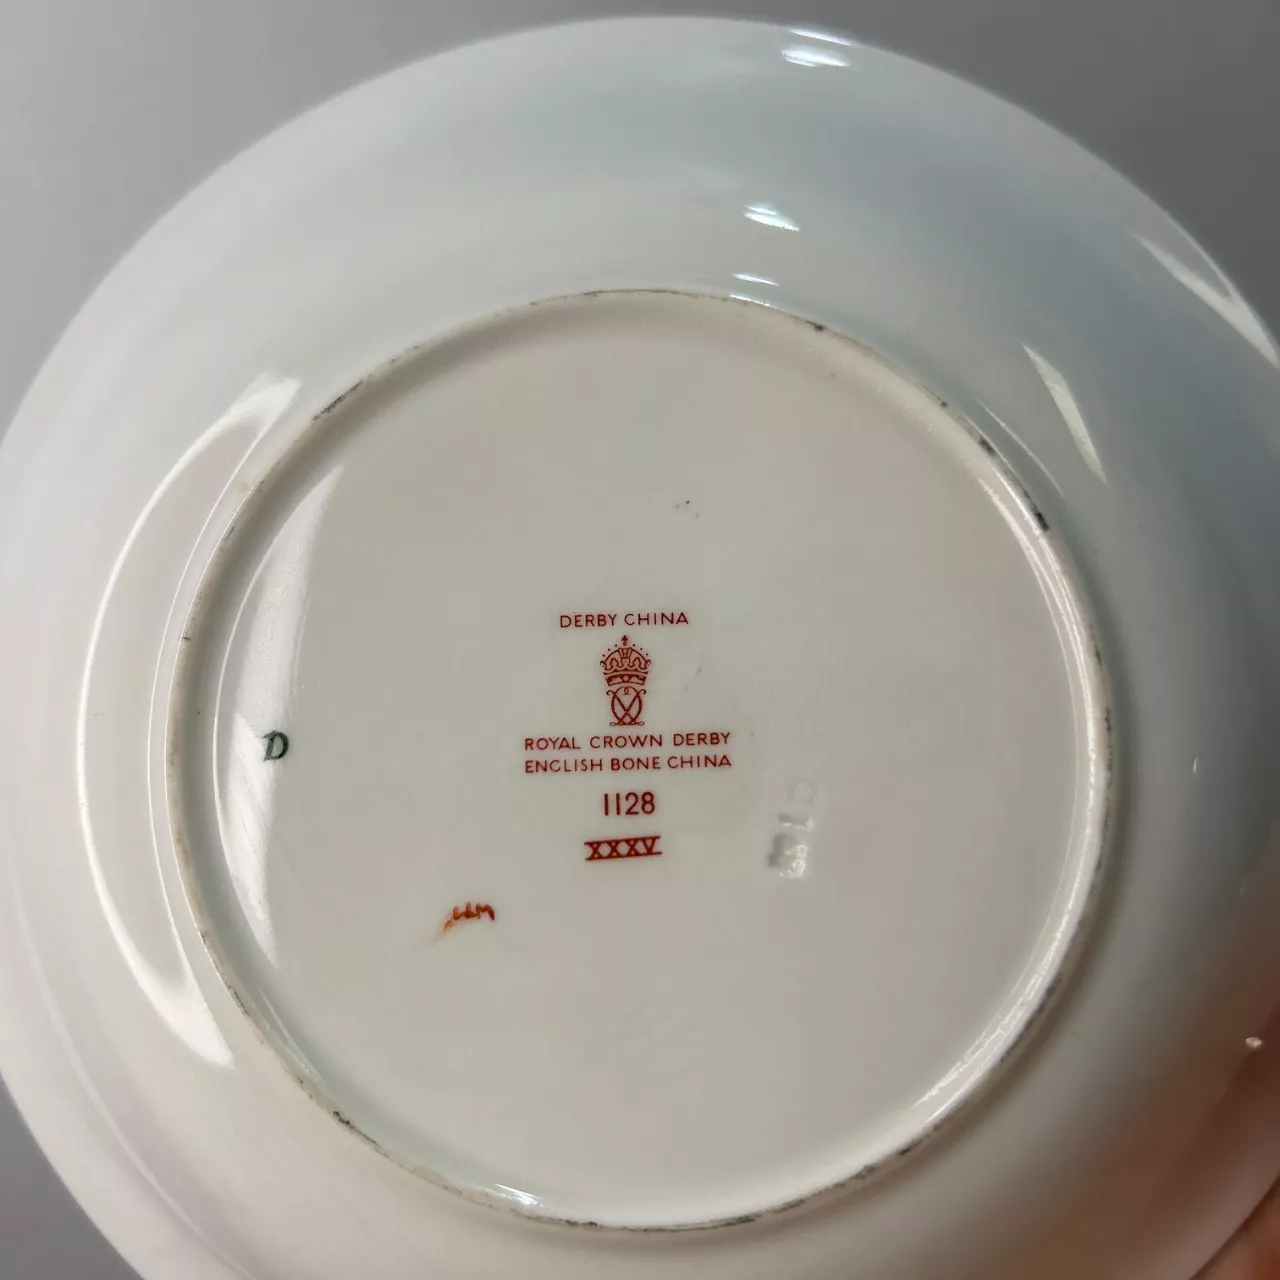 DERBY CHINA
ROYAL CROWN DERBY
ENGLISH BONE CHINA
1128
XXXV
D